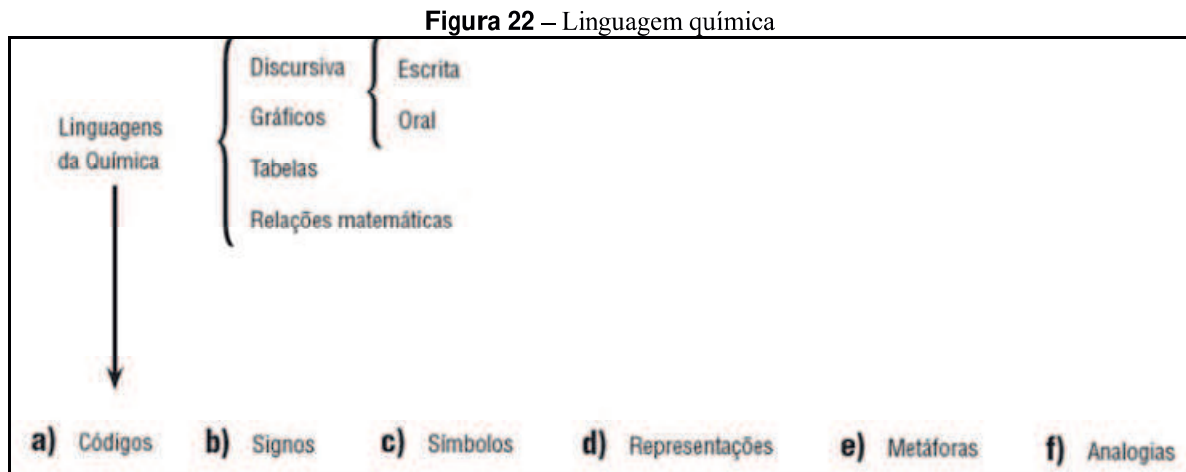 Figura 22 – Linguagem química
Linguagens
da Química
Discursiva
Gráficos
Tabelas
Relações matemáticas
Escrita
Oral
a) Códigos b) Signos c) Símbolos d) Representações e) Metáforas f) Analogias